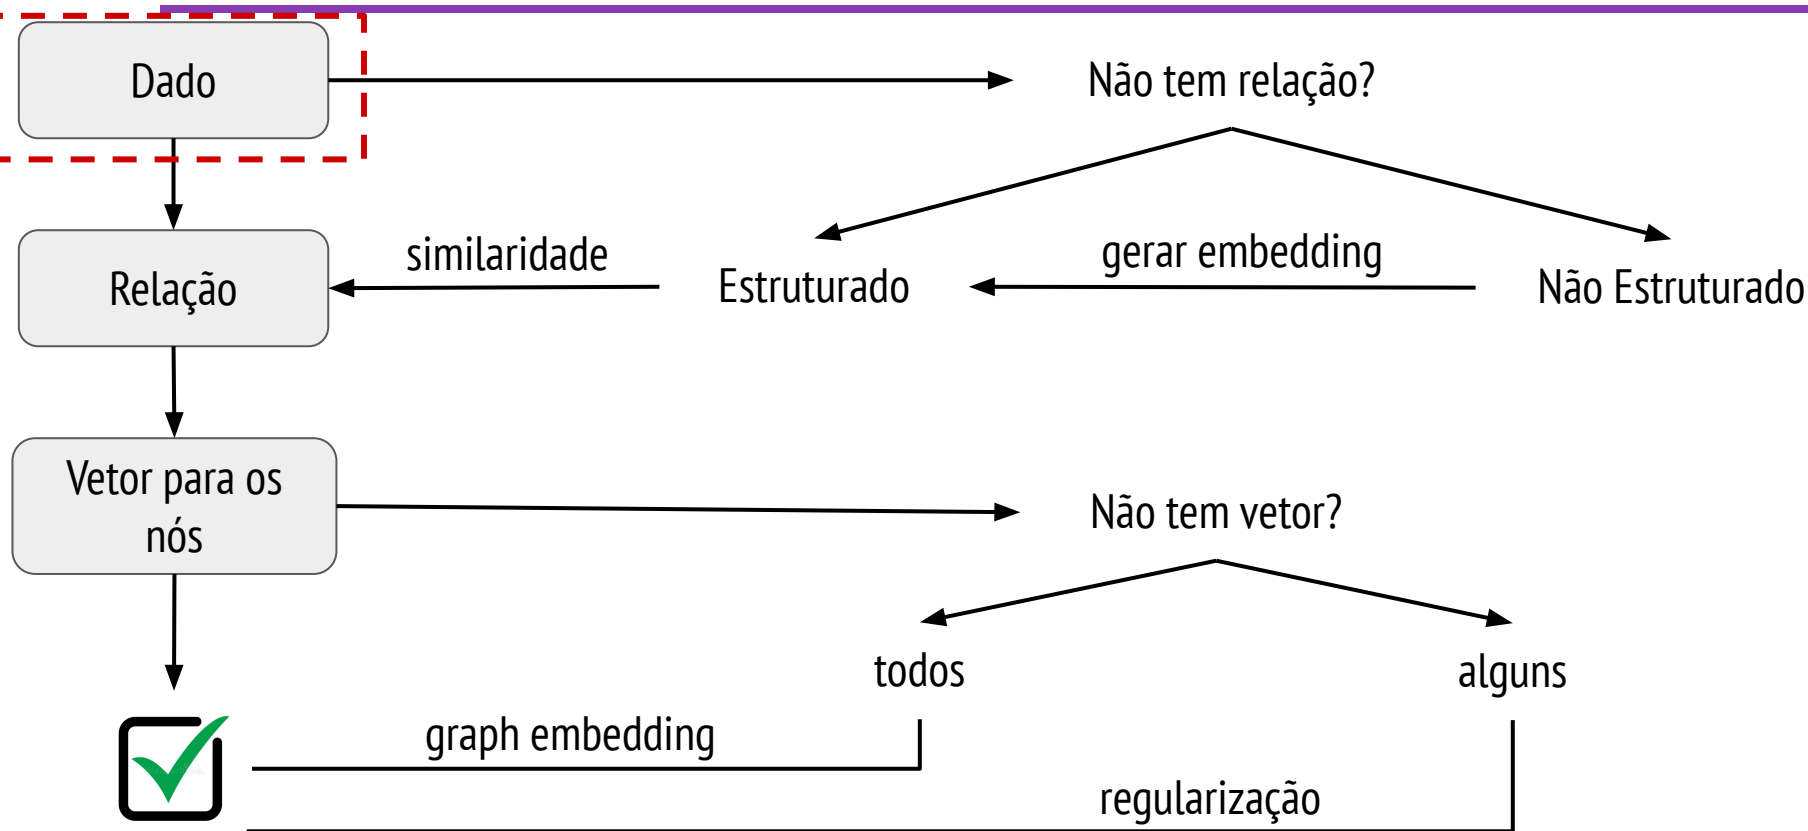 Dado
Não tem relação?
similaridade
gerar embedding
Relação
Estruturado
Não Estruturado
Vetor para os
nós
Não tem vetor?
todos
alguns
graph embedding
regularização